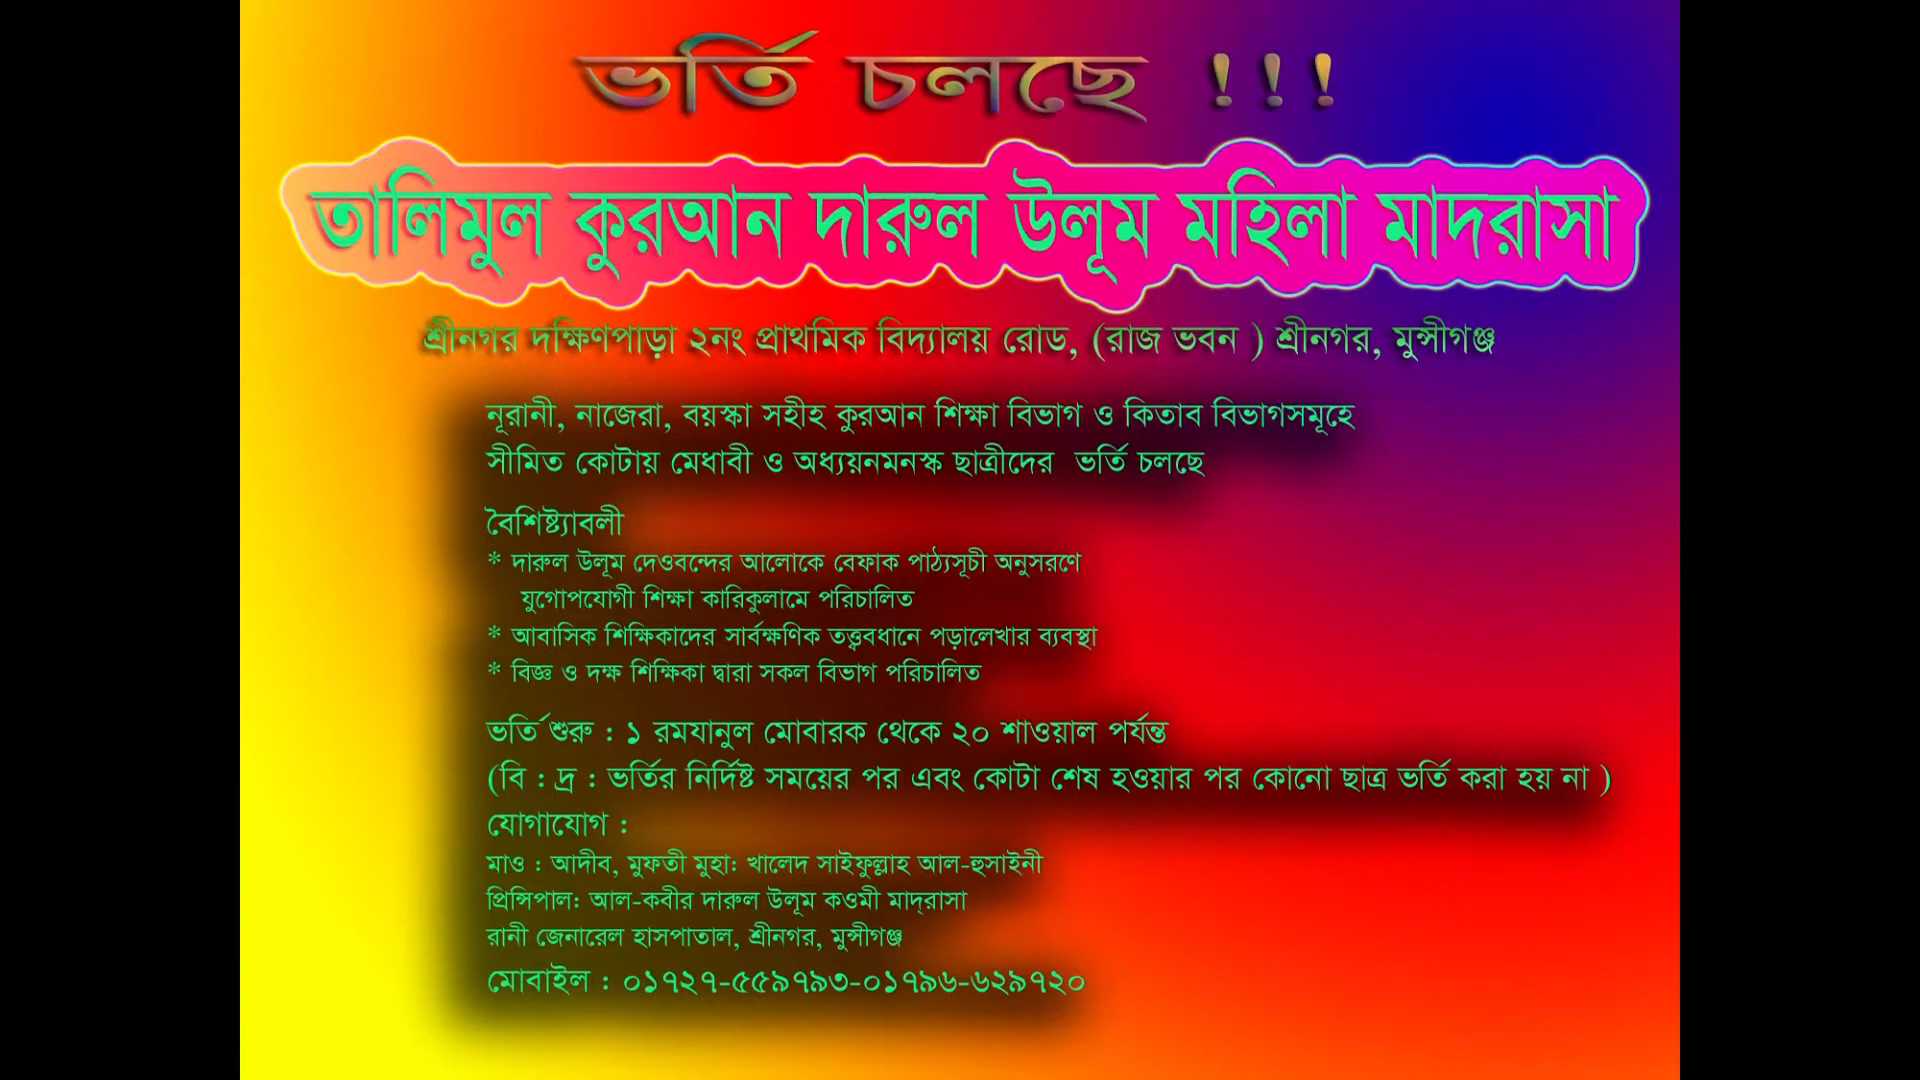 ভর্তি চলছে !!!
তালিমুল কুরআন দারুল উলূম মহিলা মাদরাসা
শ্রীনগর দক্ষিণপাড়া ২নং প্রাথমিক বিদ্যালয় রোড, (রাজ ভবন ) শ্রীনগর, মুন্সীগঞ্জ
নূরানী, নাজেরা, বয়স্কা সহীহ কুরআন শিক্ষা বিভাগ ও কিতাব বিভাগসমূহে
সীমিত কোটায় মেধাবী ও অধ্যয়নমনস্ক ছাত্রীদের ভর্তি চলছে
বৈশিষ্ট্যাবলী
* দারুল উলূম দেওবন্দের আলোকে বেফাক পাঠ্যসূচী অনুসরণে
যুগোপযোগী শিক্ষা কারিকুলামে পরিচালিত
* আবাসিক শিক্ষিকাদের সার্বক্ষণিক তত্ত্ববধানে পড়ালেখার ব্যবস্থা
* বিজ্ঞ ও দক্ষ শিক্ষিকা দ্বারা সকল বিভাগ পরিচালিত
ভর্তি শুরু : ১ রমযানুল মোবারক থেকে ২০ শাওয়াল পর্যন্ত
(বি : দ্র : ভর্তির নির্দিষ্ট সময়ের পর এবং কোটা শেষ হওয়ার পর কোনো ছাত্র ভর্তি করা হয় না )
যোগাযোগ :
মাও : আদীব, মুফতী মুহা: খালেদ সাইফুল্লাহ আল-হুসাইনী
প্রিন্সিপাল: আল-কবীর দারুল উলূম কওমী মাদ্‌রাসা
রানী জেনারেল হাসপাতাল, শ্রীনগর, মুন্সীগঞ্জ
মোবাইল : ০১৭২৭-৫৫৯৭৯৩-০১৭৯৬-৬২৯৭২০